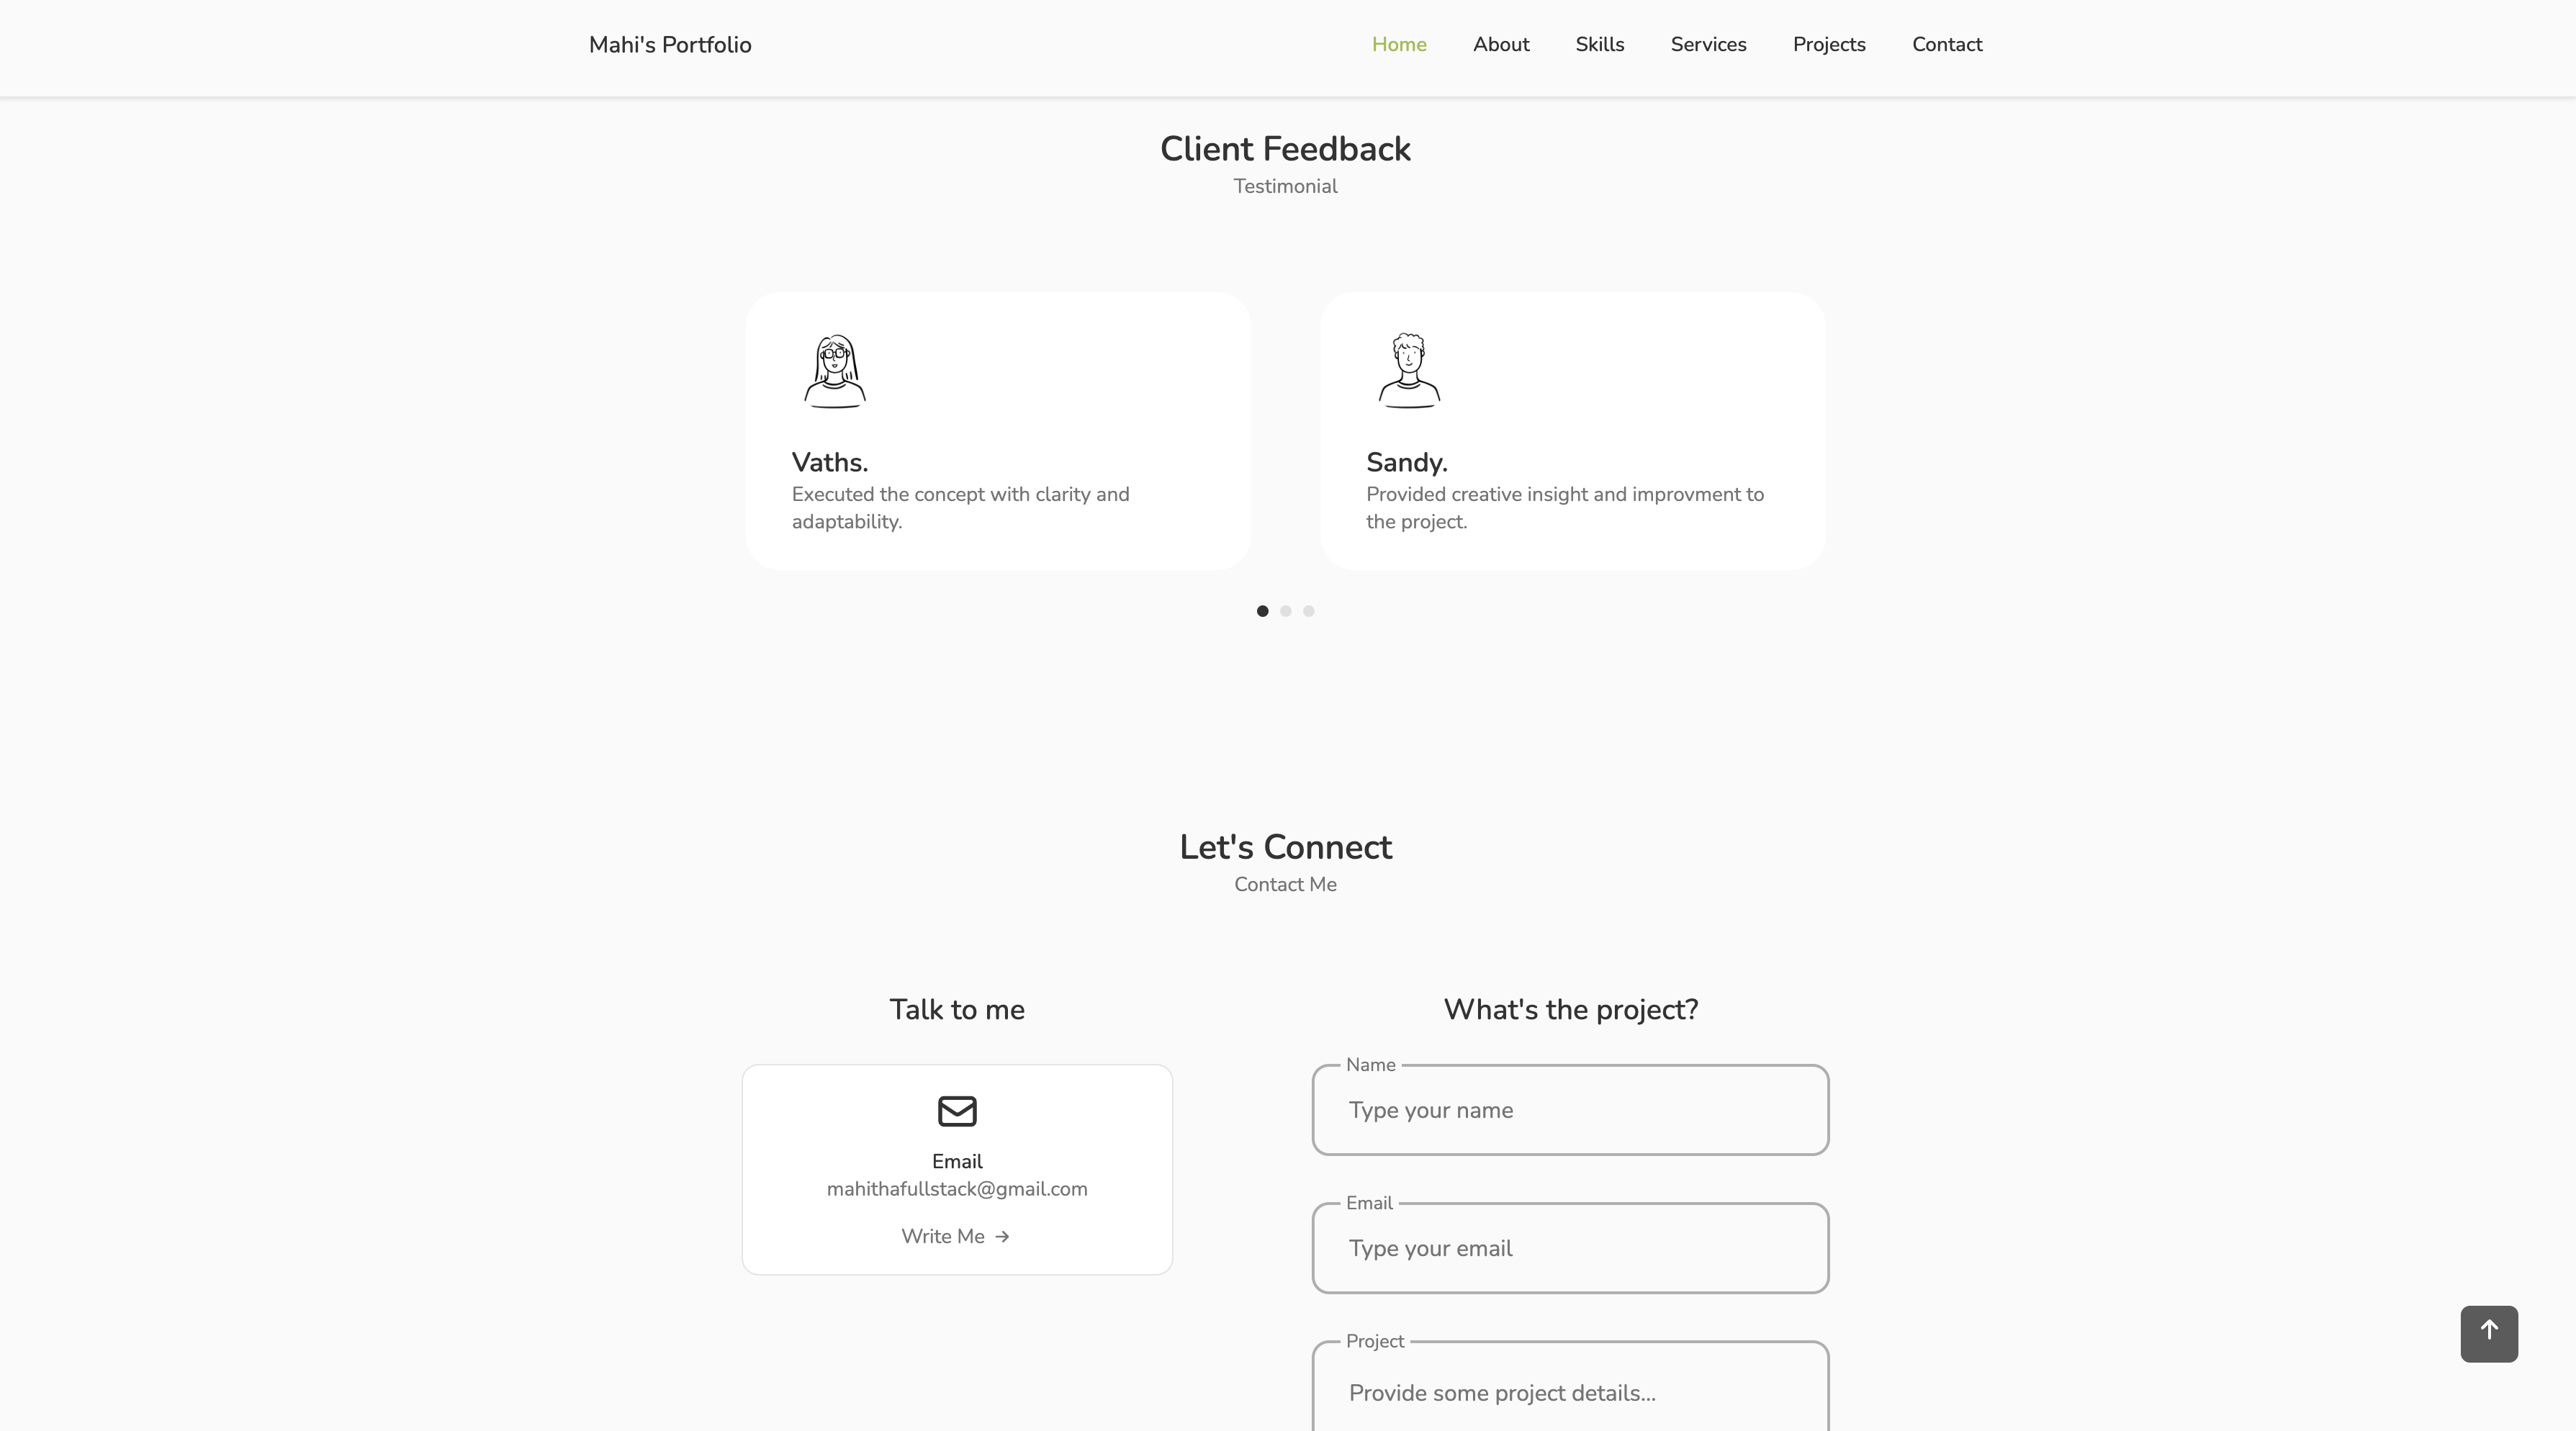 Mahi's Portfolio
Home
About
Skills
Services
Projects
Contact
Client Feedback
Testimonial
Vaths.
Executed the concept with clarity and
adaptability.
Sandy.
Provided creative insight and improvment to
the project.
Let's Connect
Contact Me
Talk to me
Email
mahithafullstack@gmail.com
Write Me
What's the project?
Name
Type your name
Email
Type your email
Project
Provide some project details...